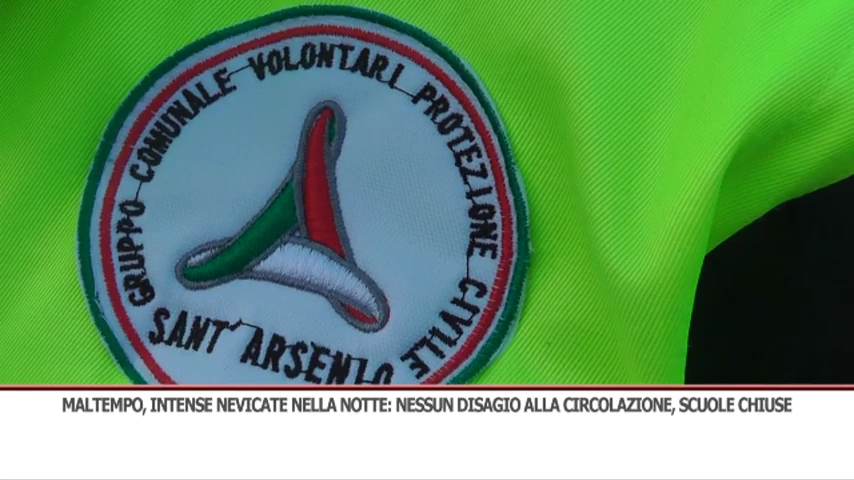 GRUPPO COMUNALE VOLONTARI PROTEZIONE CIVILE
SANT'ARSENIO
MALTEMPO, INTENSE NEVICATE NELLA NOTTE: NESSUN DISAGIO ALLA CIRCOLAZIONE, SCUOLE CHIUSE